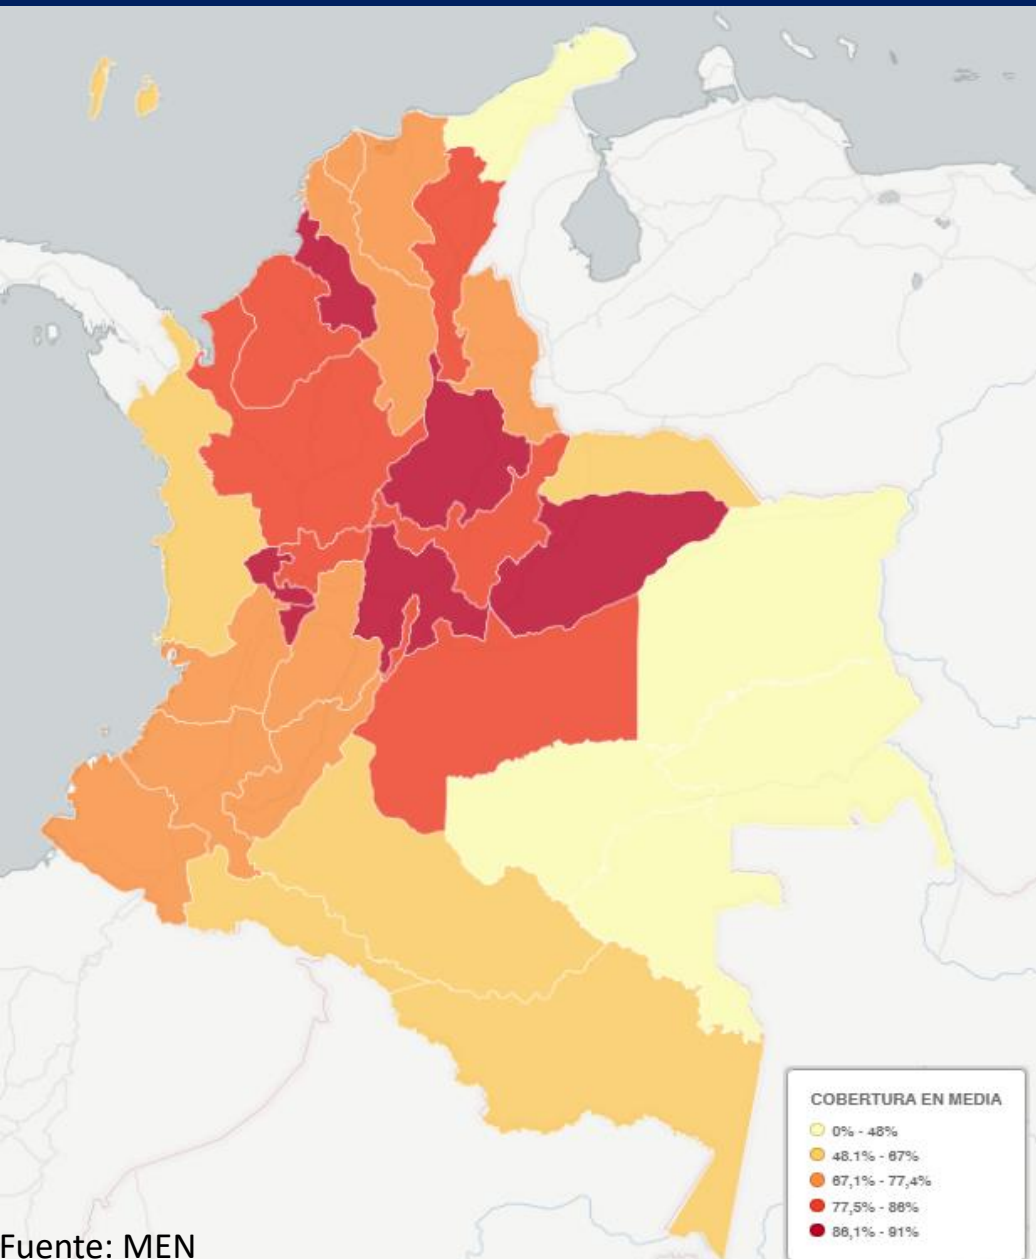 COBERTURA EN MEDIA
0% - 48%
48.1% - 67%
67,1% - 77,4%
77,5% - 86%
86,1% - 91%
Fuente: MEN